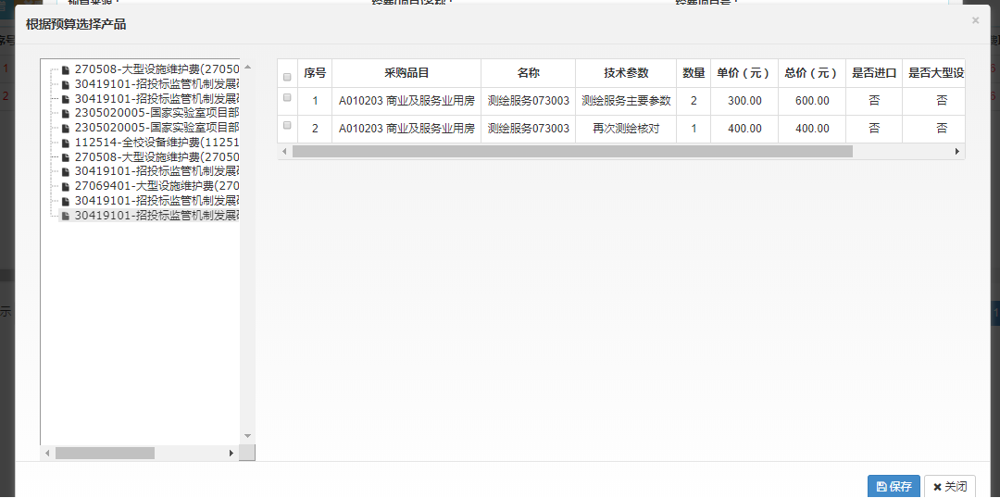 根据预算选择产品
×
270508-大型设施维护费(27050
30419101-招投标监管机制发展研
30419101-招投标监管机制发展研
2305020005-国家实验室项目部
2305020005-国家实验室项目部
112514-全校设备维护费(11251
270508-大型设施维护费(27050
30419101-招投标监管机制发展研
27069401-大型设施维护费(270
30419101-招投标监管机制发展研
30419101-招投标监管机制发展研
序号 采购品目 名称 技术参数 数量 单价（元） 总价（元） 是否进口 是否大型设
1 A010203 商业及服务业用房 测绘服务073003 测绘服务主要参数 2 300.00 600.00 否 否
2 A010203 商业及服务业用房 测绘服务073003 再次测绘核对 1 400.00 400.00 否 否
保存 关闭
序号
1
2
示
1